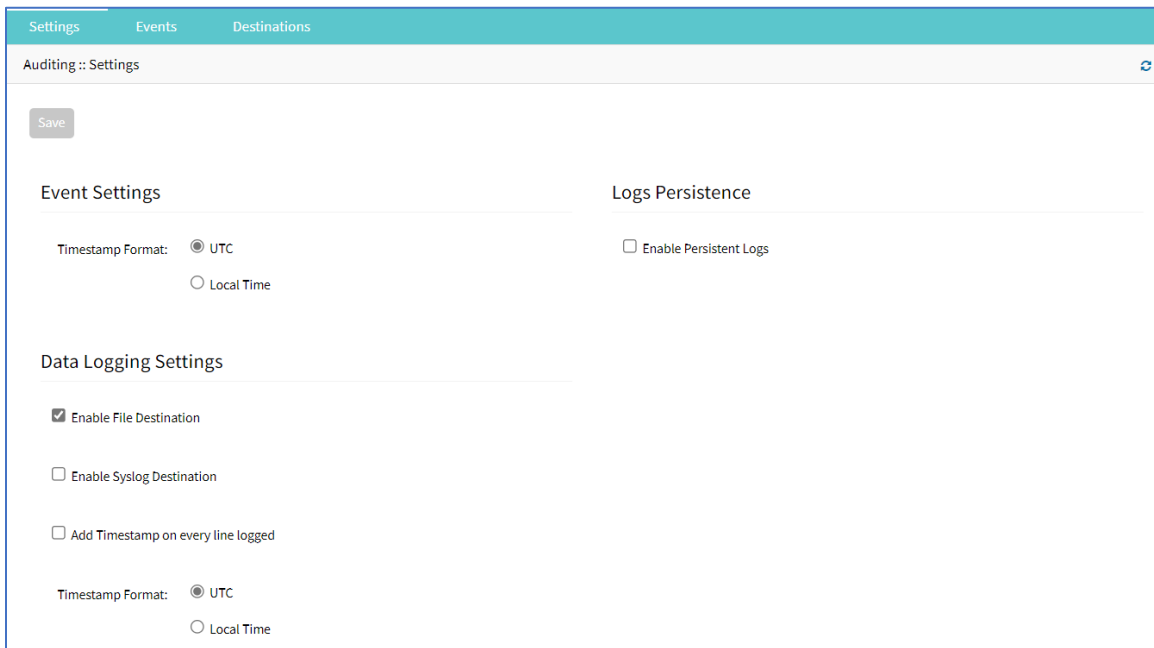 Settings Events Destinations
Auditing :: Settings
Save
Event Settings
Timestamp Format: UTC
Local Time
Logs Persistence
Enable Persistent Logs
Data Logging Settings
Enable File Destination
Enable Syslog Destination
Add Timestamp on every line logged
Timestamp Format: UTC
Local Time